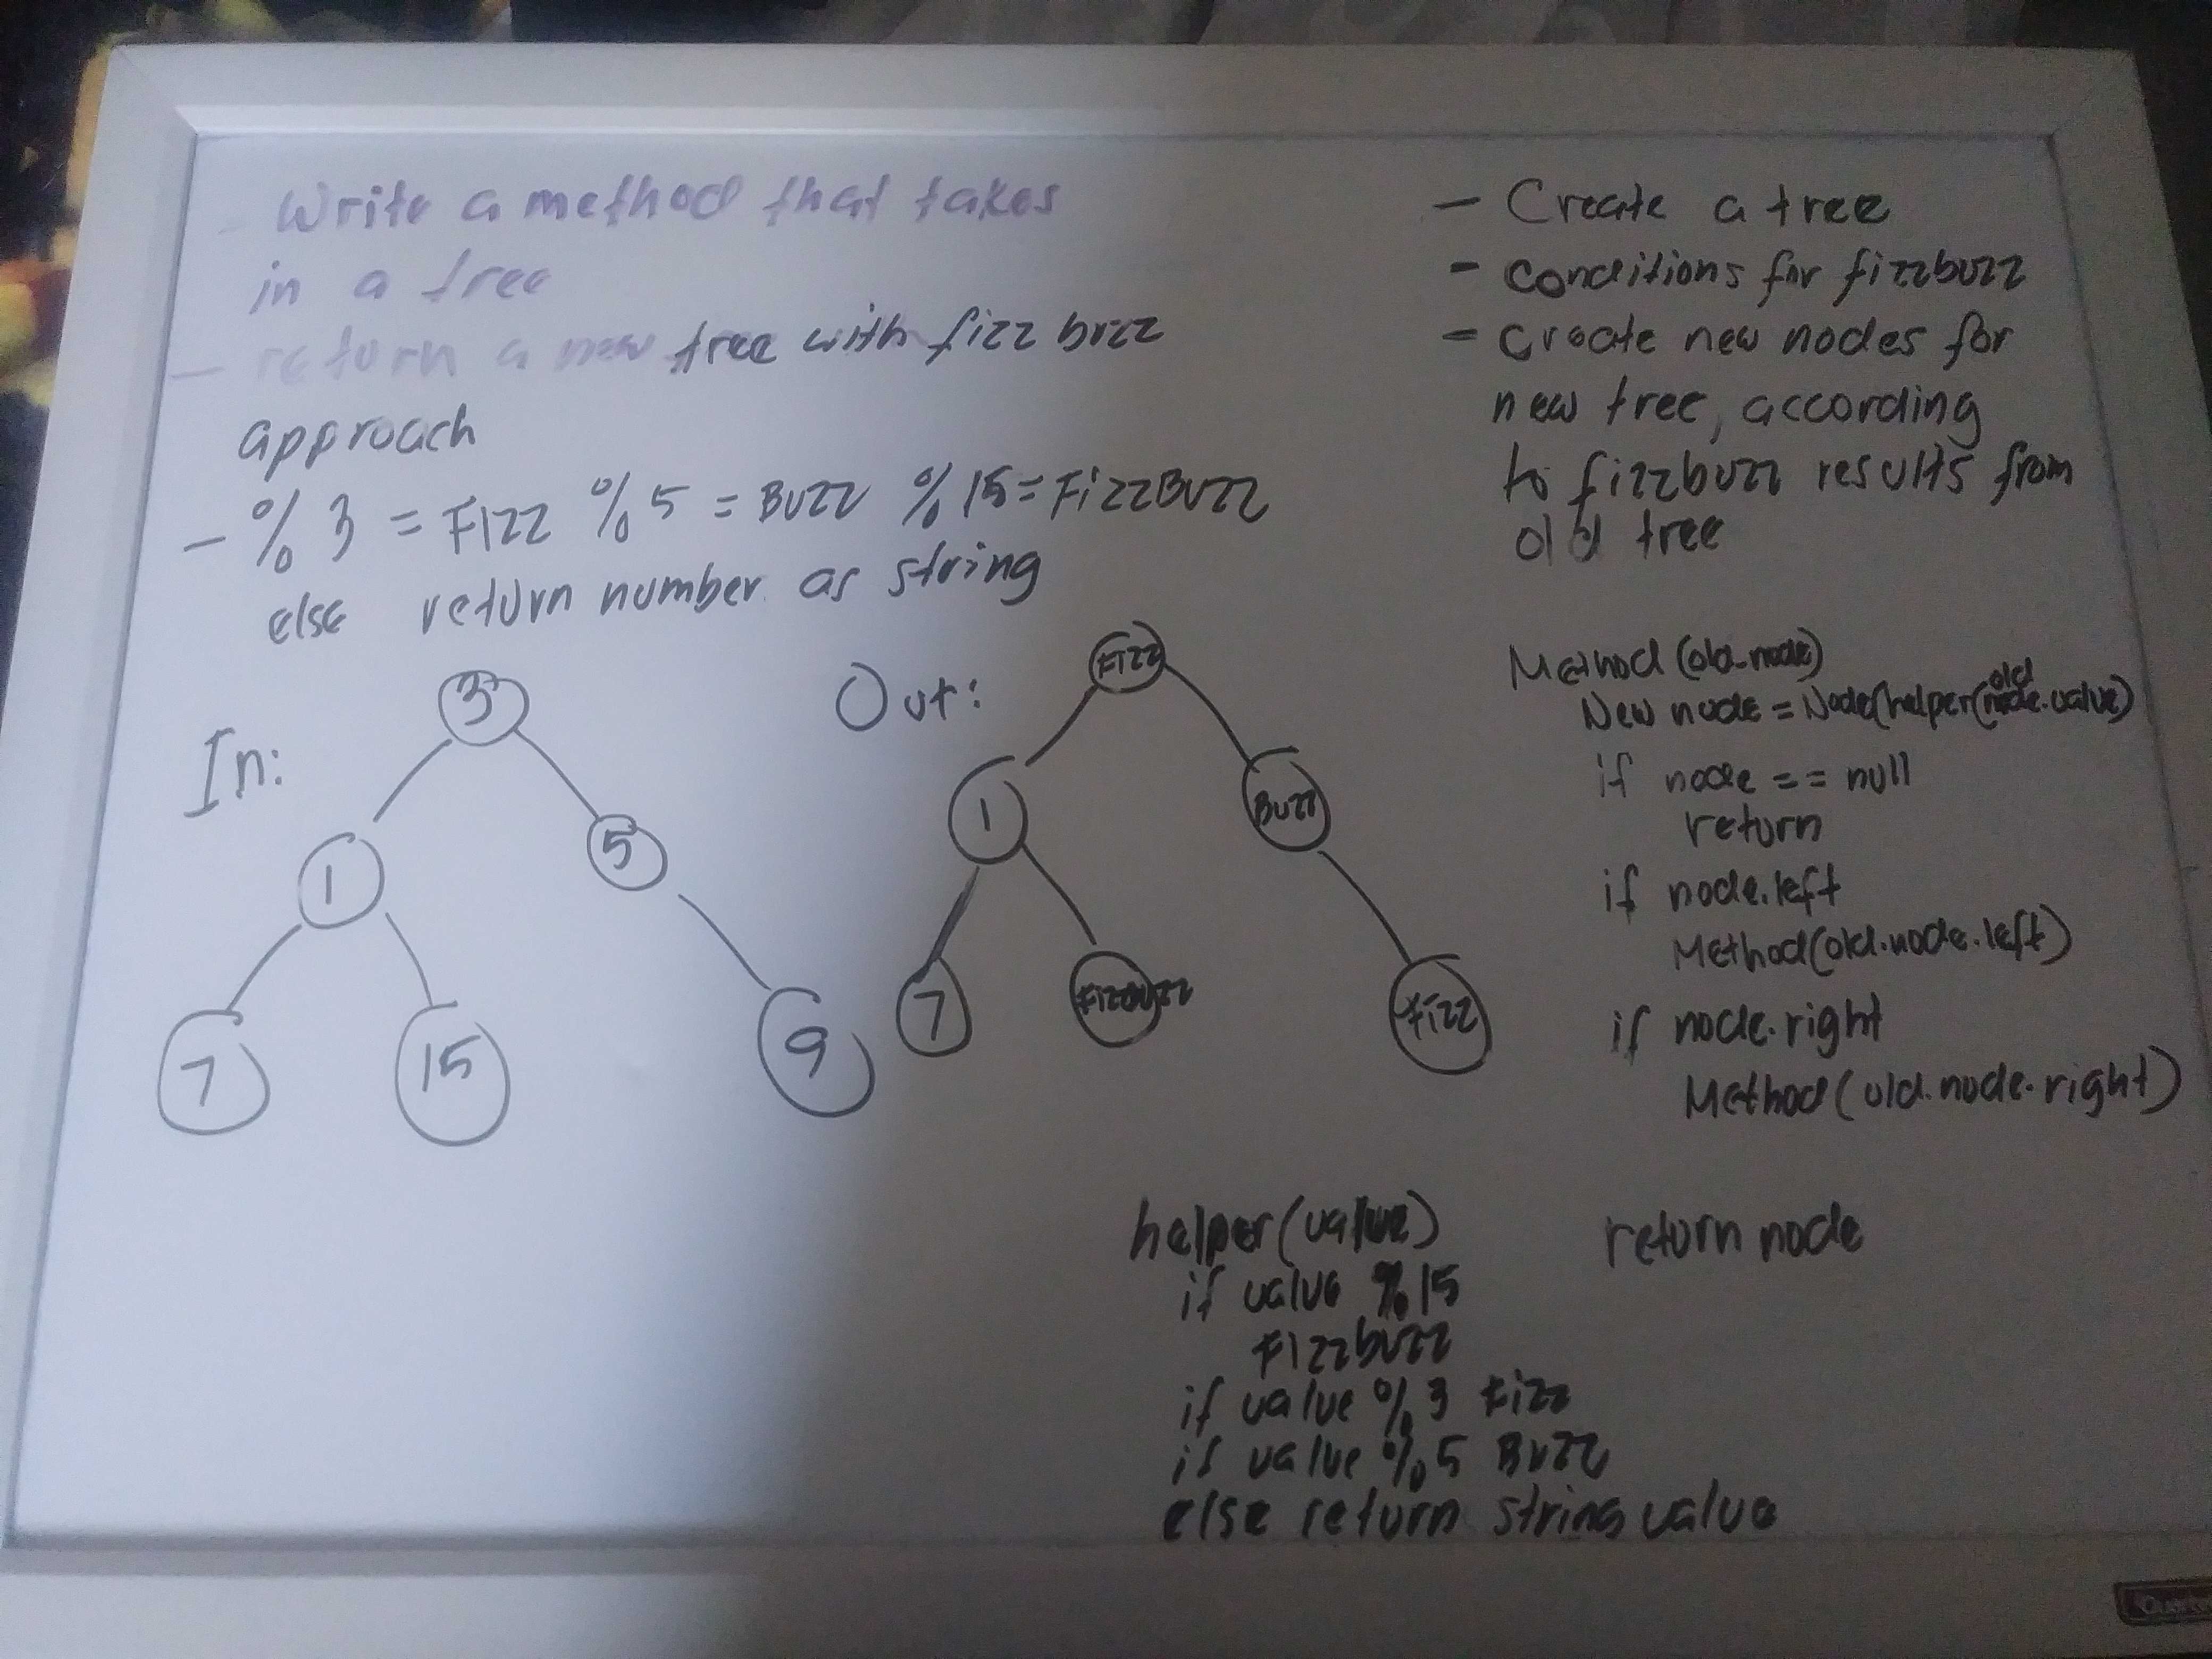 - Write a method that takes
in a tree
- return a new tree with fizz buzz
approach
- % 3 = FIZZ % 5 = BUZZ % 15 = FizzBuzz
else return number as string
In:
3
1
5
7
15
9
Out:
Fizz
1
Buzz
7
FizzBuzz
Fizz
- Create a tree
- conditions for fizzbuzz
- Create new nodes for
new tree, according
to fizzbuzz results from
old tree
Method (old.node)
old
New node = Node(helper(node.value)
if node == null
return
if node.left
Method(old.node.left)
if node.right
Method(old.node.right)
return node
helper(value)
if value % 15
Fizzbuzz
if value % 3 Fizz
if value % 5 Buzz
else return string value